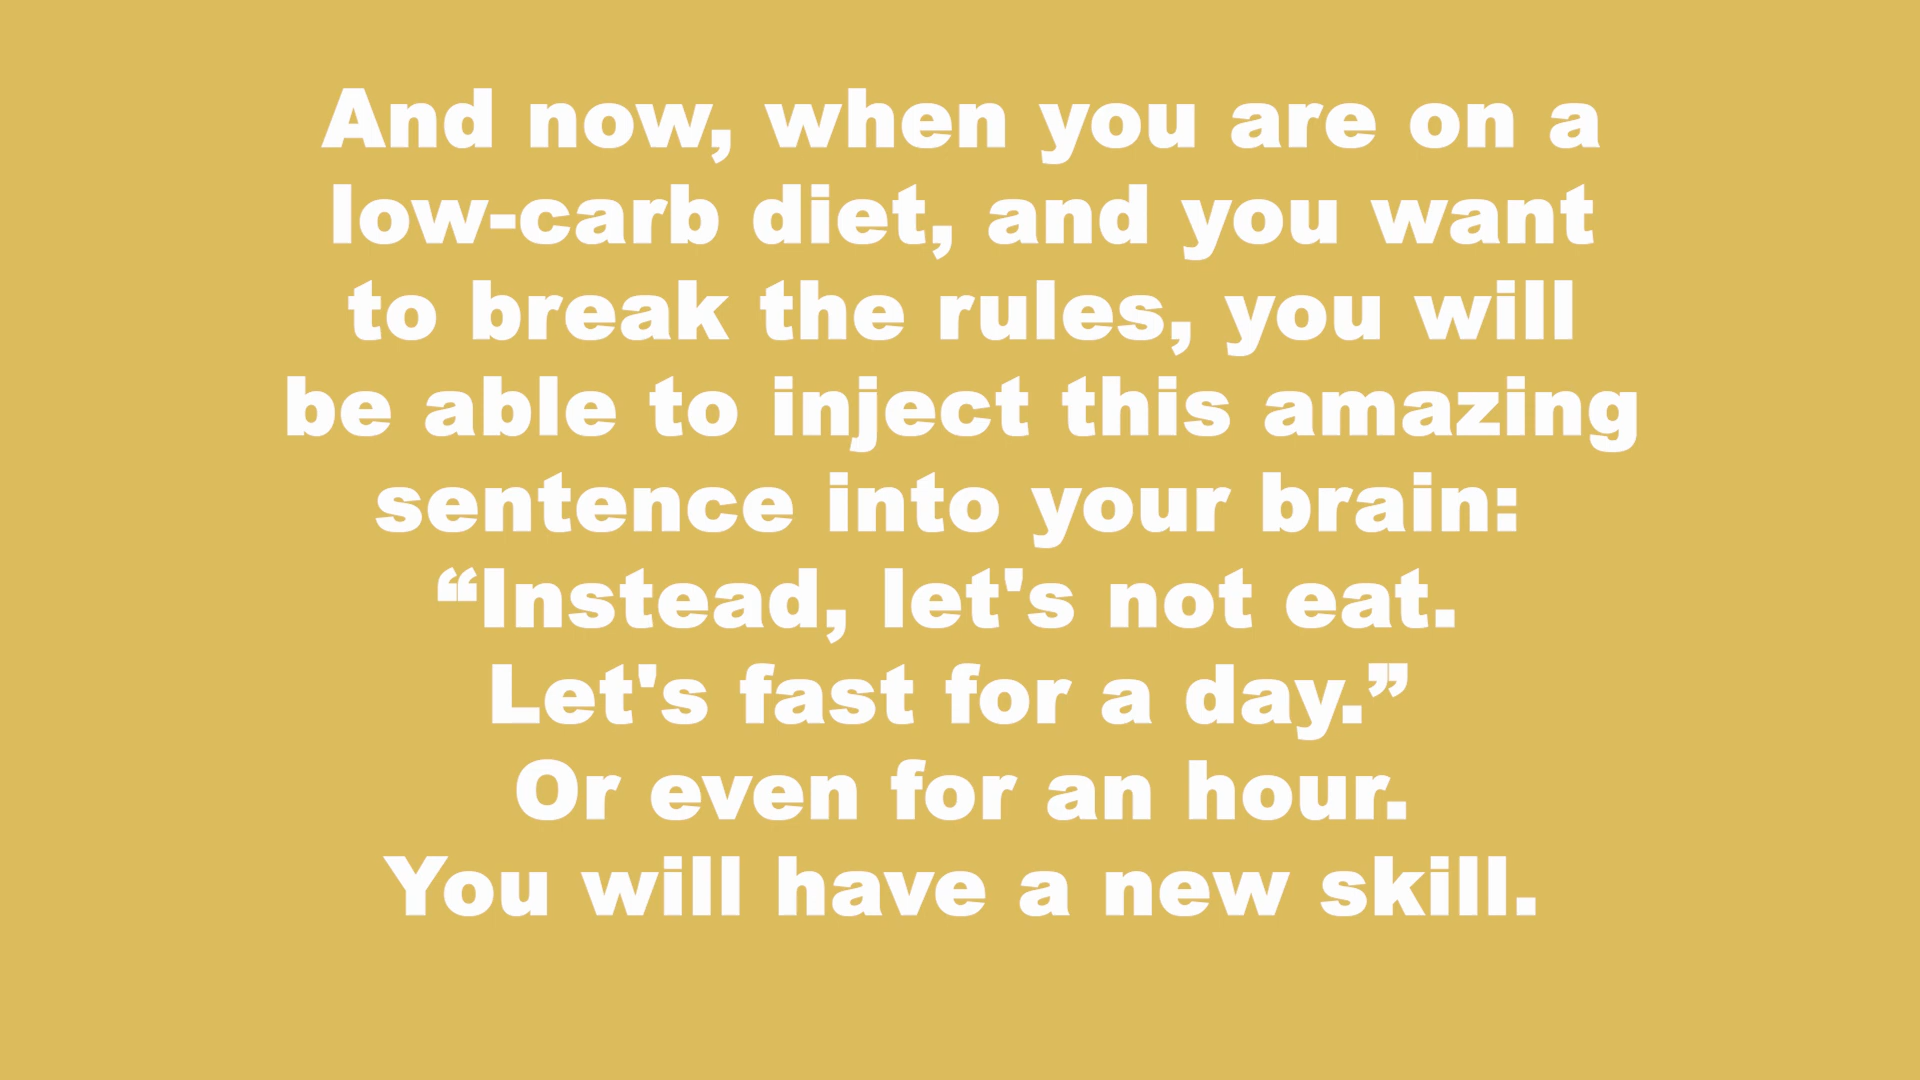 And now, when you are on a
low-carb diet, and you want
to break the rules, you will
be able to inject this amazing
sentence into your brain:
“Instead, let's not eat.
Let's fast for a day.”
Or even for an hour.
You will have a new skill.